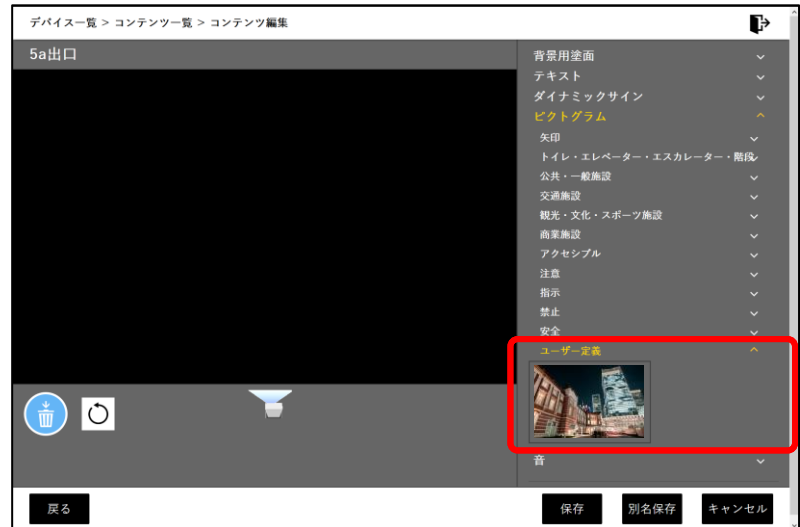 デバイス一覧 > コンテンツ一覧 > コンテンツ編集
5a出口
背景用塗面
テキスト
ダイナミックサイン
ピクトグラム
矢印
トイレ・エレベーター・エスカレーター・階段
公共・一般施設
交通施設
観光・文化・スポーツ施設
商業施設
アクセシブル
注意
指示
禁止
安全
ユーザー定義
音
戻る
保存
別名保存
キャンセル